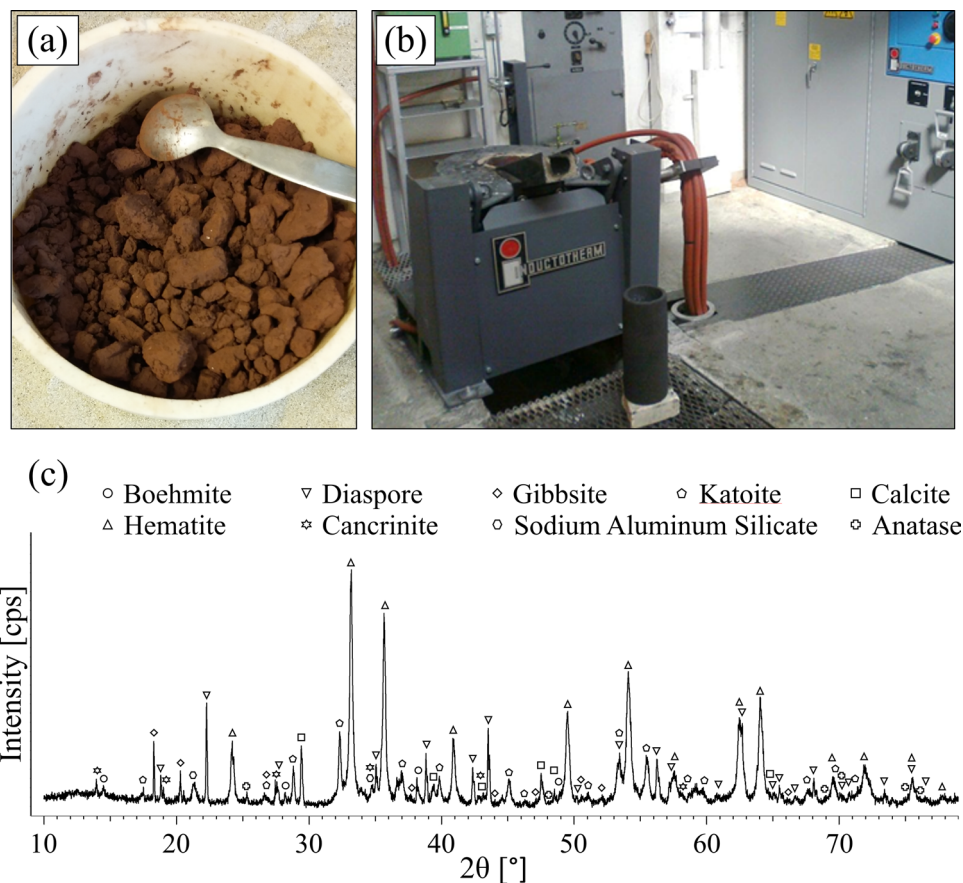 (a)
(b)
INDUCTOTHERM
INDUCTOTHERM
(c)
Boehmite Diaspore Gibbsite Katoite Calcite
Hematite Cancrinite Sodium Aluminum Silicate Anatase
Intensity [cps]
10 20 30 40 50 60 70
2θ [°]